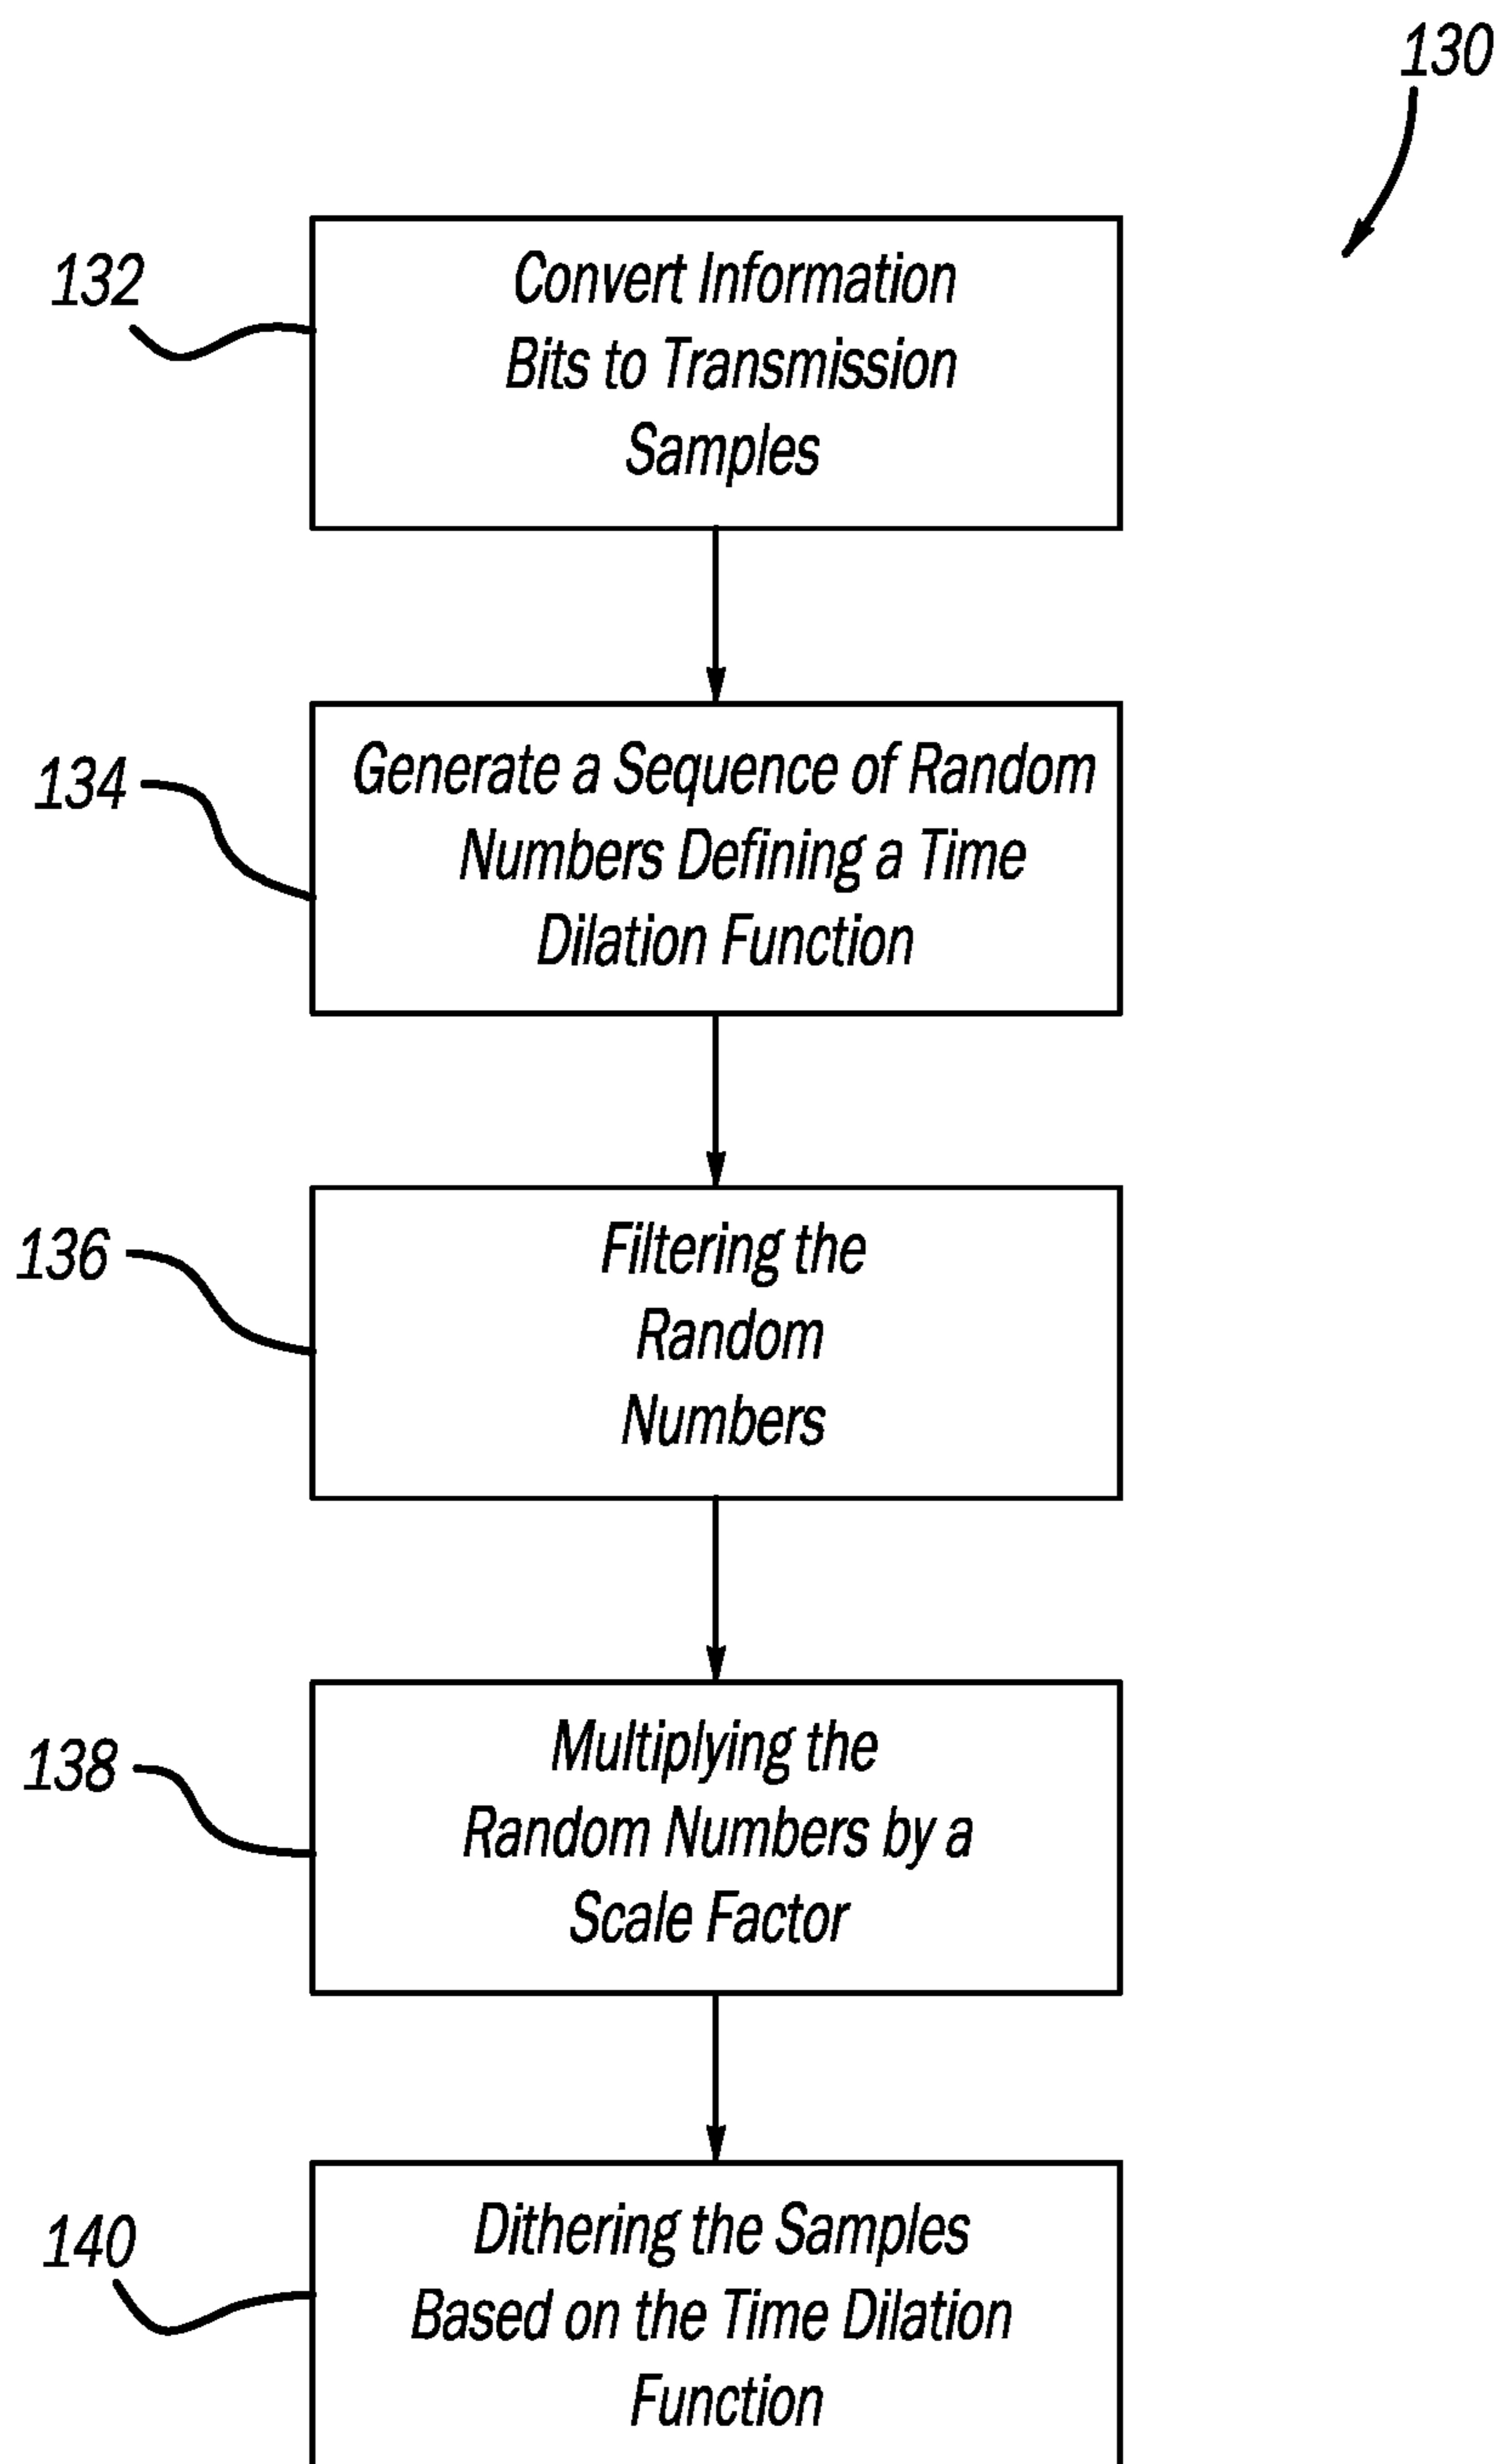 130
132
Convert Information
Bits to Transmission
Samples
134
Generate a Sequence of Random
Numbers Defining a Time
Dilation Function
136
Filtering the
Random
Numbers
138
Multiplying the
Random Numbers by a
Scale Factor
140
Dithering the Samples
Based on the Time Dilation
Function